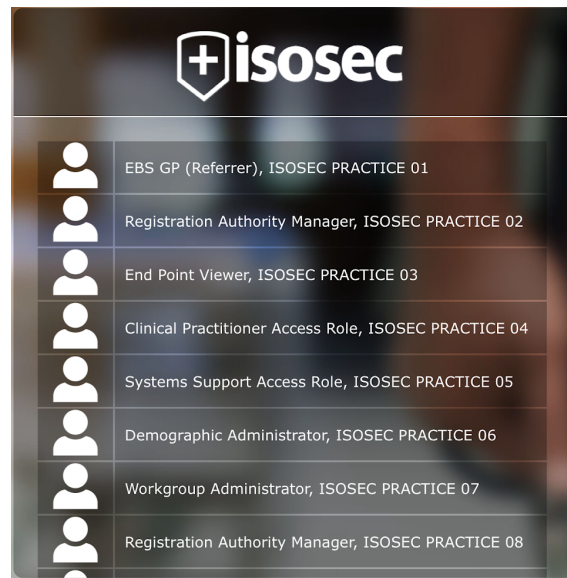 isosec
EBS GP (Referrer), ISOSEC PRACTICE 01
Registration Authority Manager, ISOSEC PRACTICE 02
End Point Viewer, ISOSEC PRACTICE 03
Clinical Practitioner Access Role, ISOSEC PRACTICE 04
Systems Support Access Role, ISOSEC PRACTICE 05
Demographic Administrator, ISOSEC PRACTICE 06
Workgroup Administrator, ISOSEC PRACTICE 07
Registration Authority Manager, ISOSEC PRACTICE 08